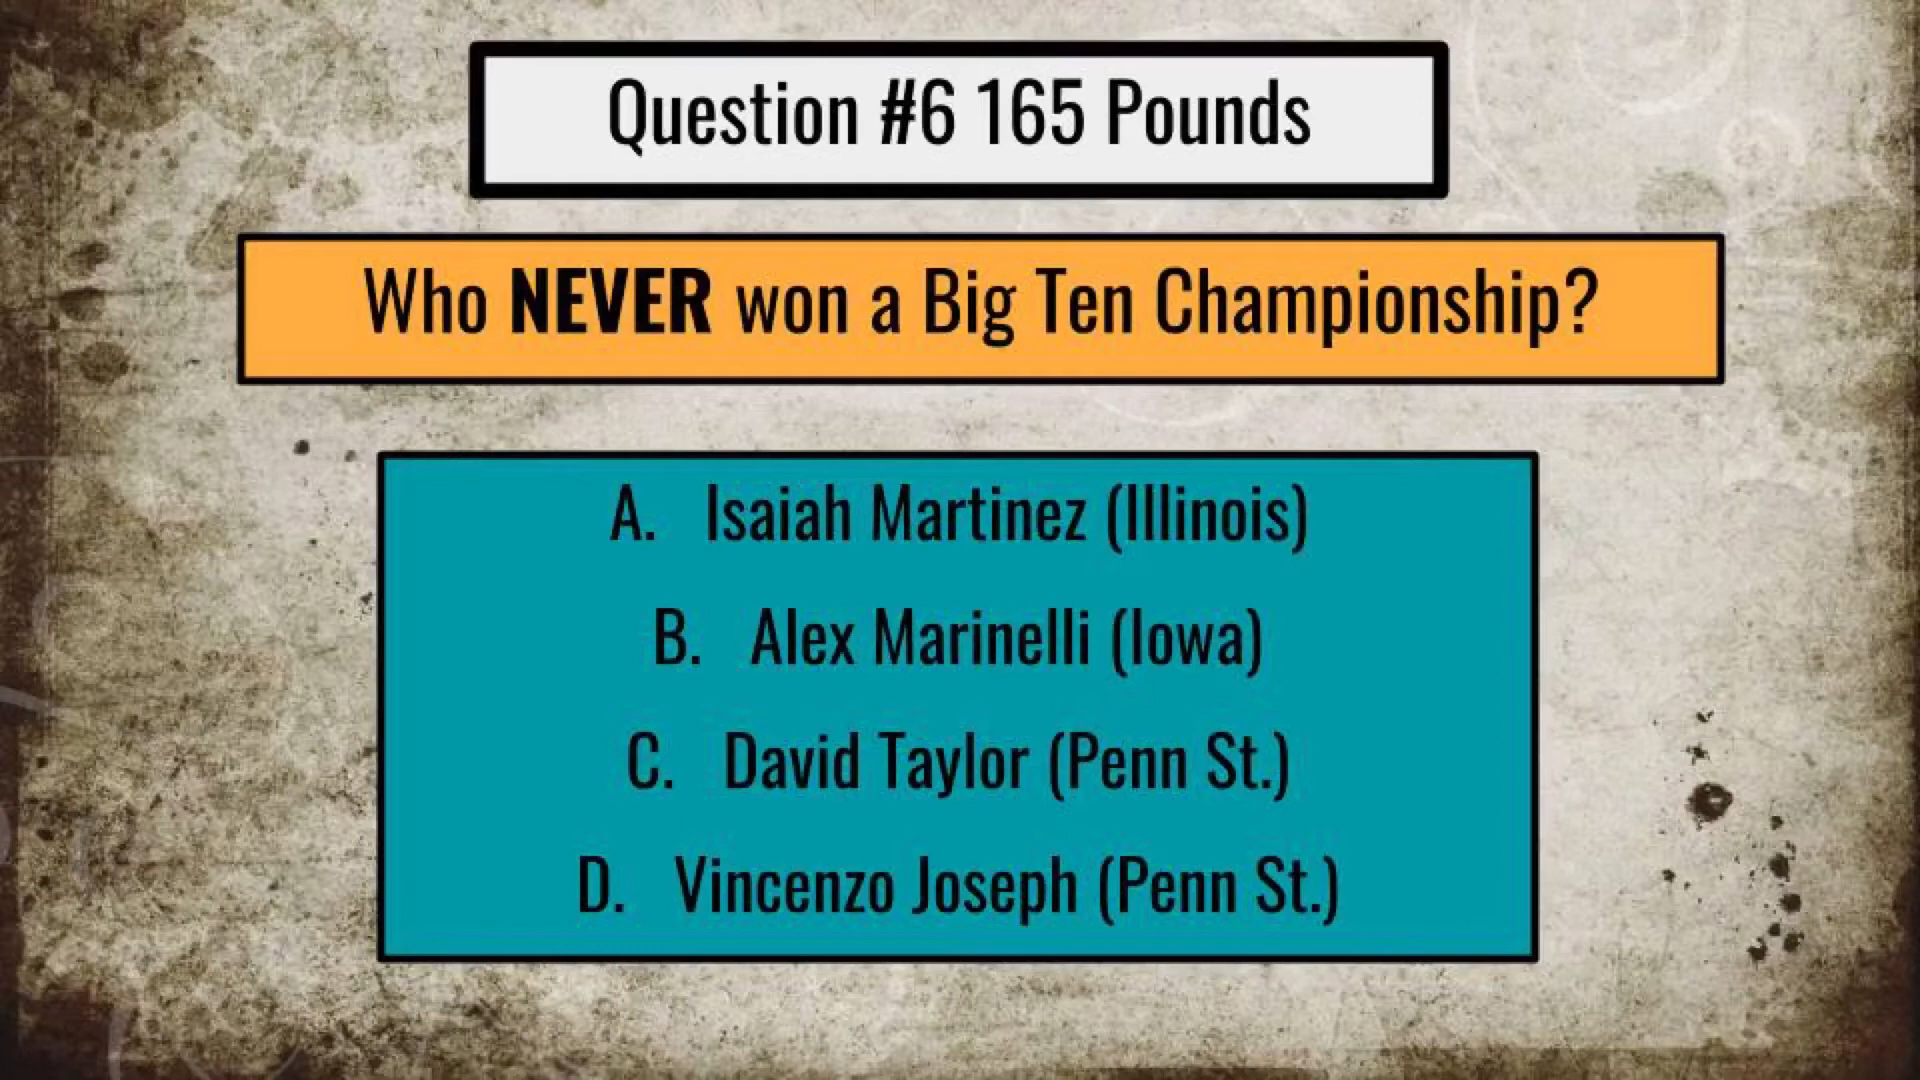 Question #6 165 Pounds
Who NEVER won a Big Ten Championship?
A. Isaiah Martinez (Illinois)
B. Alex Marinelli (Iowa)
C. David Taylor (Penn St.)
D. Vincenzo Joseph (Penn St.)